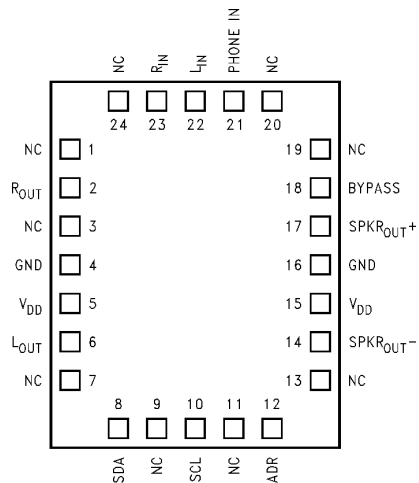 NC R_IN L_IN PHONE IN NC
24 23 22 21 20
NC 1 19 NC
R_OUT 2 18 BYPASS
NC 3 17 SPKR_OUT+
GND 4 16 GND
V_DD 5 15 V_DD
L_OUT 6 14 SPKR_OUT−
NC 7 13 NC
8 9 10 11 12
SDA NC SCL NC ADR